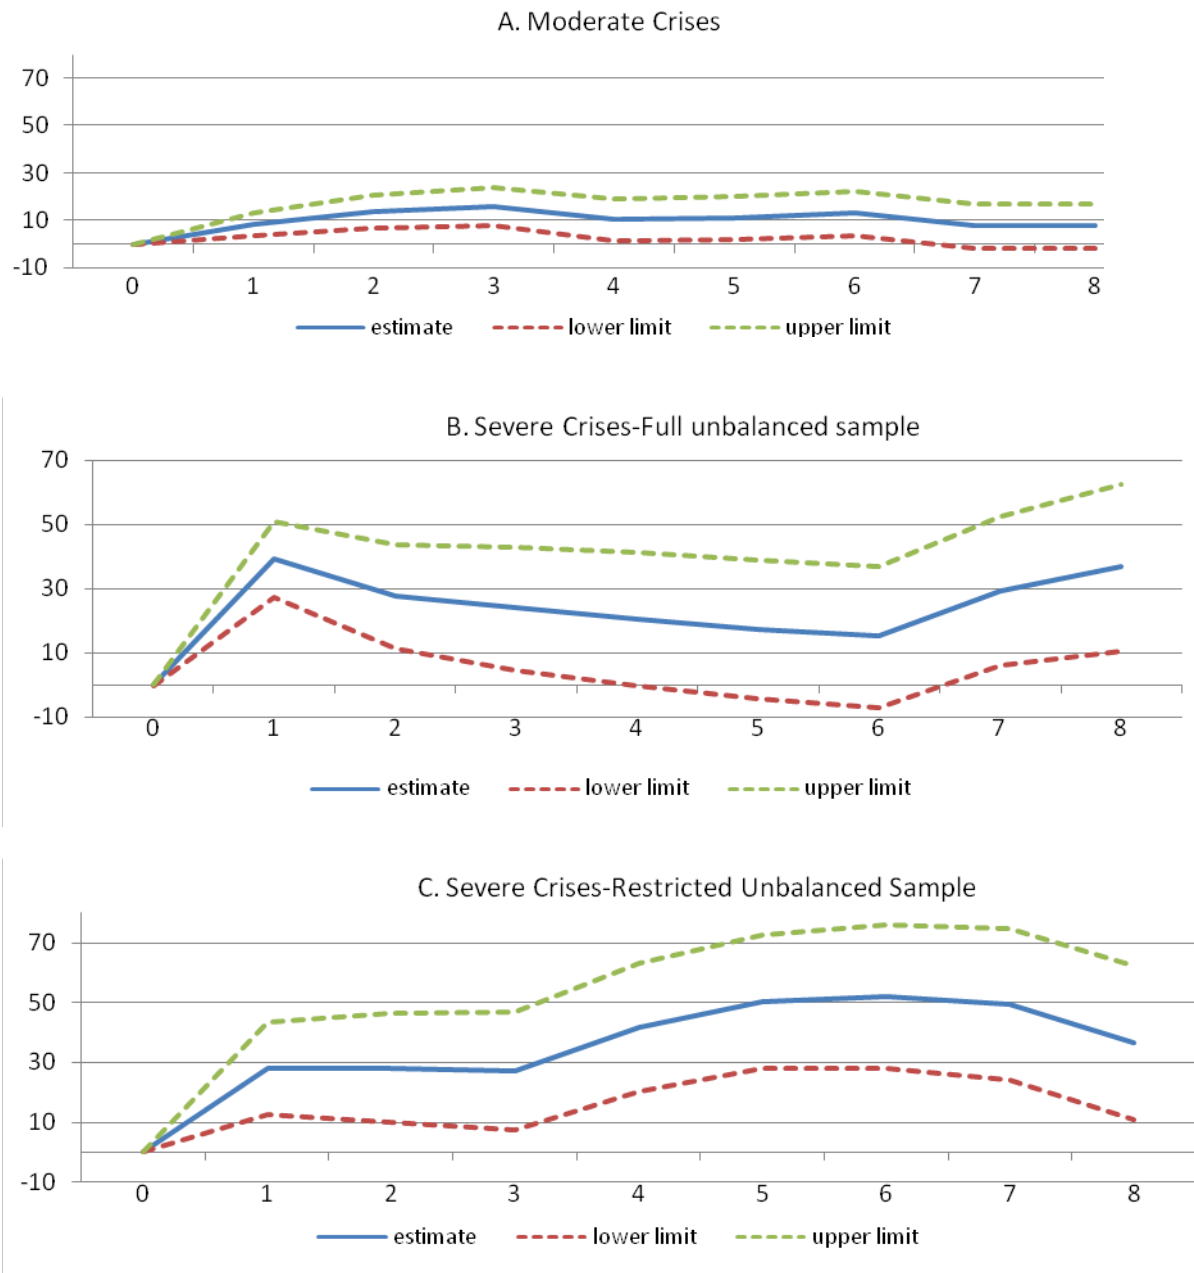 A. Moderate Crises
70
50
30
10
-10
0 1 2 3 4 5 6 7 8
estimate lower limit upper limit
B. Severe Crises-Full unbalanced sample
70
50
30
10
-10
0 1 2 3 4 5 6 7 8
estimate lower limit upper limit
C. Severe Crises-Restricted Unbalanced Sample
70
50
30
10
-10
0 1 2 3 4 5 6 7 8
estimate lower limit upper limit